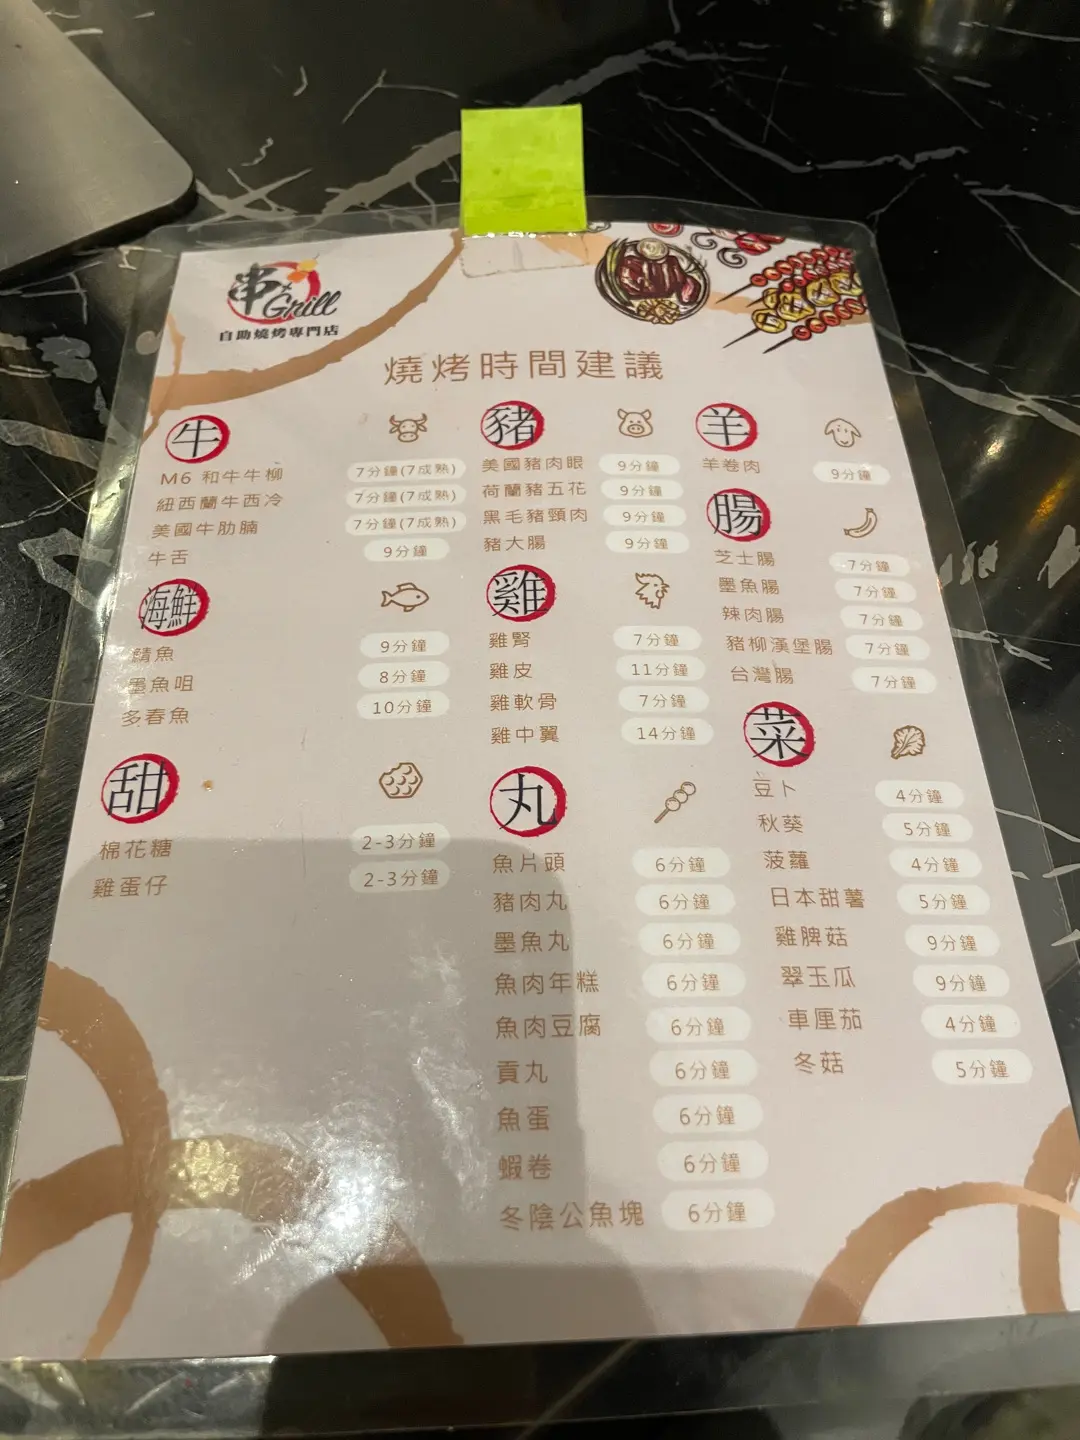 串+Grill
自助燒烤專門店
燒烤時間建議
牛
M6 和牛牛柳 7分鐘(7成熟)
紐西蘭牛西冷 7分鐘(7成熟)
美國牛肋腩 7分鐘(7成熟)
牛舌 9分鐘
海鮮
鯖魚 9分鐘
墨魚咀 8分鐘
多春魚 10分鐘
甜
棉花糖 2-3分鐘
雞蛋仔 2-3分鐘
豬
美國豬肉眼 9分鐘
荷蘭豬五花 9分鐘
黑毛豬頸肉 9分鐘
豬大腸 9分鐘
雞
雞腎 7分鐘
雞皮 11分鐘
雞軟骨 7分鐘
雞中翼 14分鐘
丸
魚片頭 6分鐘
豬肉丸 6分鐘
墨魚丸 6分鐘
魚肉年糕 6分鐘
魚肉豆腐 6分鐘
貢丸 6分鐘
魚蛋 6分鐘
蝦卷 6分鐘
冬陰公魚塊 6分鐘
羊
羊卷肉 9分鐘
腸
芝士腸 7分鐘
墨魚腸 7分鐘
辣肉腸 7分鐘
豬柳漢堡腸 7分鐘
台灣腸 7分鐘
菜
豆卜 4分鐘
秋葵 5分鐘
菠蘿 4分鐘
日本甜薯 5分鐘
雞脾菇 9分鐘
翠玉瓜 9分鐘
車厘茄 4分鐘
冬菇 5分鐘